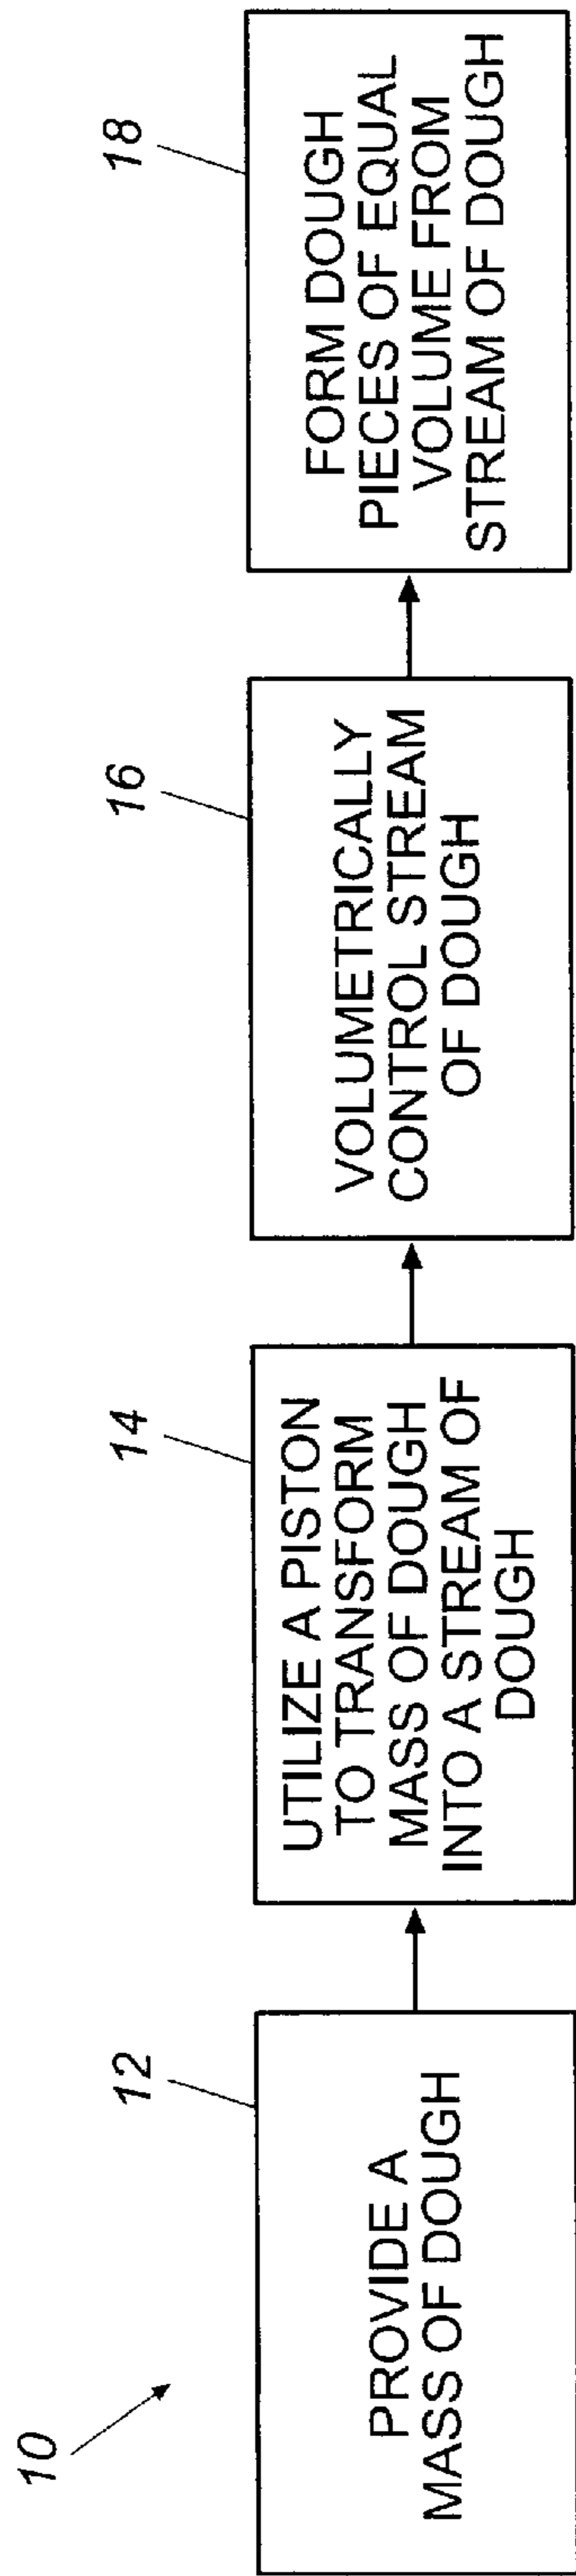 10
12
PROVIDE A
MASS OF DOUGH
14
UTILIZE A PISTON
TO TRANSFORM
MASS OF DOUGH
INTO A STREAM OF
DOUGH
16
VOLUMETRICALLY
CONTROL STREAM
OF DOUGH
18
FORM DOUGH
PIECES OF EQUAL
VOLUME FROM
STREAM OF DOUGH